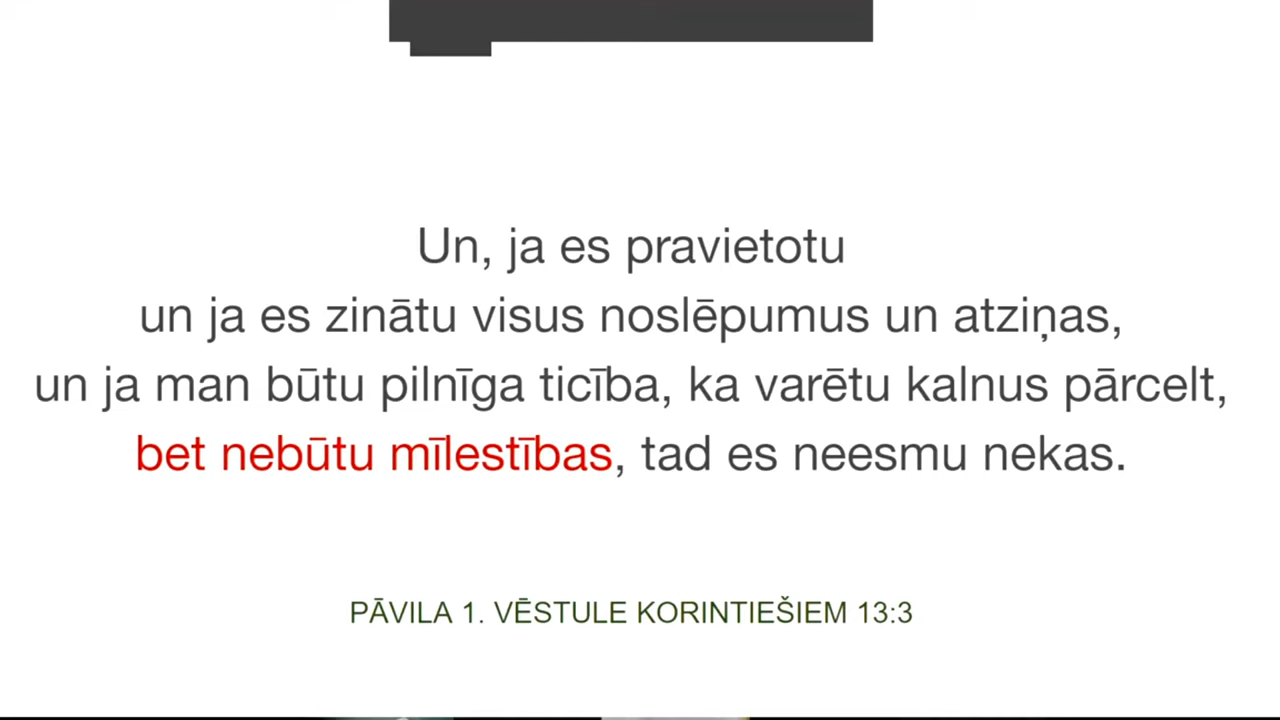 Un, ja es pravietotu
un ja es zinātu visus noslēpumus un atziņas,
un ja man būtu pilnīga ticība, ka varētu kalnus pārcelt,
bet nebūtu mīlestības, tad es neesmu nekas.
PĀVILA 1. VĒSTULE KORINTIEŠIEM 13:3